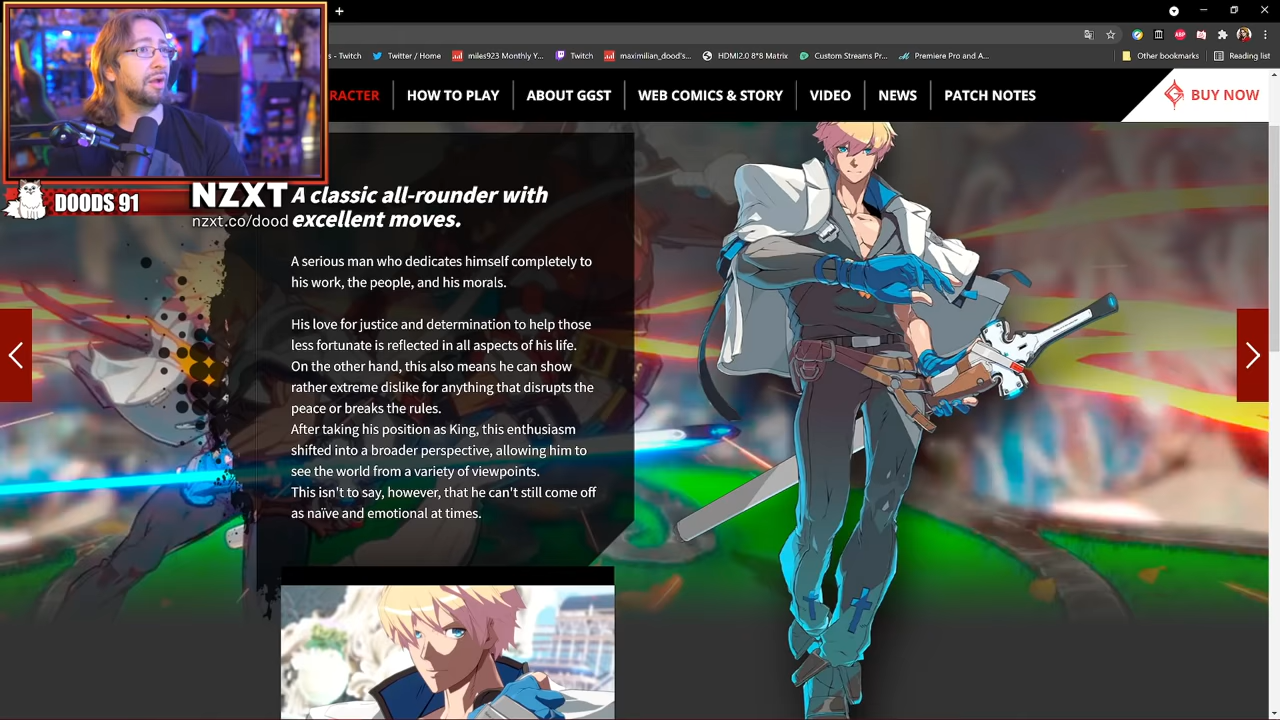 s - Twitch
Twitter / Home
miles923 Monthly Y...
Twitch
maximilian_dood's...
HDMI2.0 8*8 Matrix
Custom Streams Pr...
Premiere Pro and A...
Other bookmarks
Reading list
ABP
RACTER
HOW TO PLAY
ABOUT GGST
WEB COMICS & STORY
VIDEO
NEWS
PATCH NOTES
BUY NOW
DOODS 91
NZXT
nzxt.co/dood
A classic all-rounder with
excellent moves.
A serious man who dedicates himself completely to
his work, the people, and his morals.
His love for justice and determination to help those
less fortunate is reflected in all aspects of his life.
On the other hand, this also means he can show
rather extreme dislike for anything that disrupts the
peace or breaks the rules.
After taking his position as King, this enthusiasm
shifted into a broader perspective, allowing him to
see the world from a variety of viewpoints.
This isn't to say, however, that he can't still come off
as naïve and emotional at times.